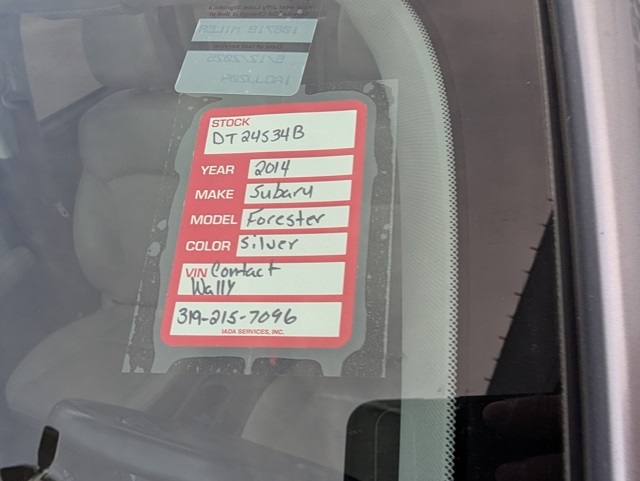 STOCK
DT24534B
YEAR 2014
MAKE Subaru
MODEL Forester
COLOR Silver
VIN Contact
Wally
319-215-7096
IADA SERVICES, INC.